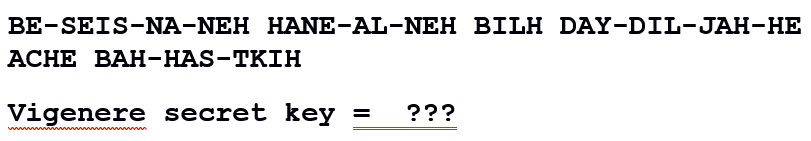 BE-SEIS-NA-NEH HANE-AL-NEH BILH DAY-DIL-JAH-HE
ACHE BAH-HAS-TKIH
Vigenere secret key = ???